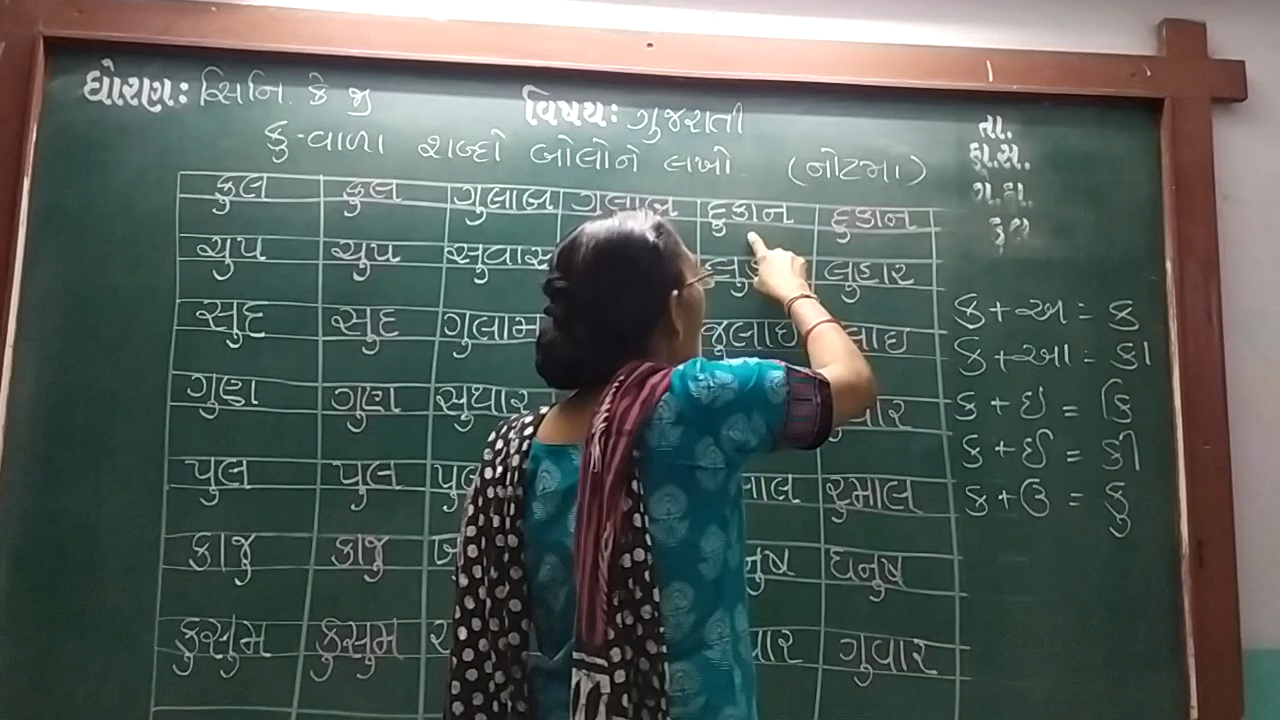 ધોરણ: સિનિ. કે જી
વિષય: ગુજરાતી
તા.
કુ-વાળા શબ્દો બોલોને લખો. (નોટમા)
કુલ કુલ ગુલાબ ગુલાબ દુકાન દુકાન
ચુપ ચુપ સુવાસ લુહાર
સુદ સુદ ગુલામ જુલાઇ
ગુણ ગુણ સુથાર
પુલ પુલ રુમાલ
કાજુ કાજુ ધનુષ
કુસુમ કુસુમ ગુવાર
ક + અ = ક
ક + આ = કા
ક + ઇ = કિ
ક + ઈ = કી
ક + ઉ = કુ